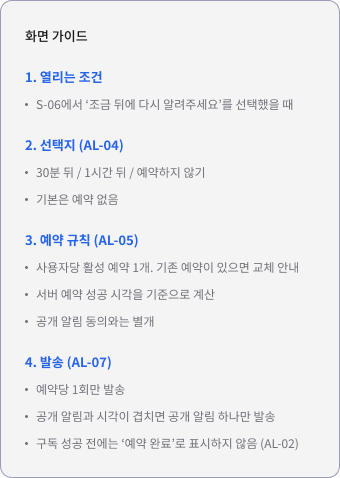 화면 가이드
1. 열리는 조건
• S-06에서 ‘조금 뒤에 다시 알려주세요’를 선택했을 때
2. 선택지 (AL-04)
• 30분 뒤 / 1시간 뒤 / 예약하지 않기
• 기본은 예약 없음
3. 예약 규칙 (AL-05)
• 사용자당 활성 예약 1개. 기존 예약이 있으면 교체 안내
• 서버 예약 성공 시각을 기준으로 계산
• 공개 알림 동의와는 별개
4. 발송 (AL-07)
• 예약당 1회만 발송
• 공개 알림과 시각이 겹치면 공개 알림 하나만 발송
• 구독 성공 전에는 ‘예약 완료’로 표시하지 않음 (AL-02)